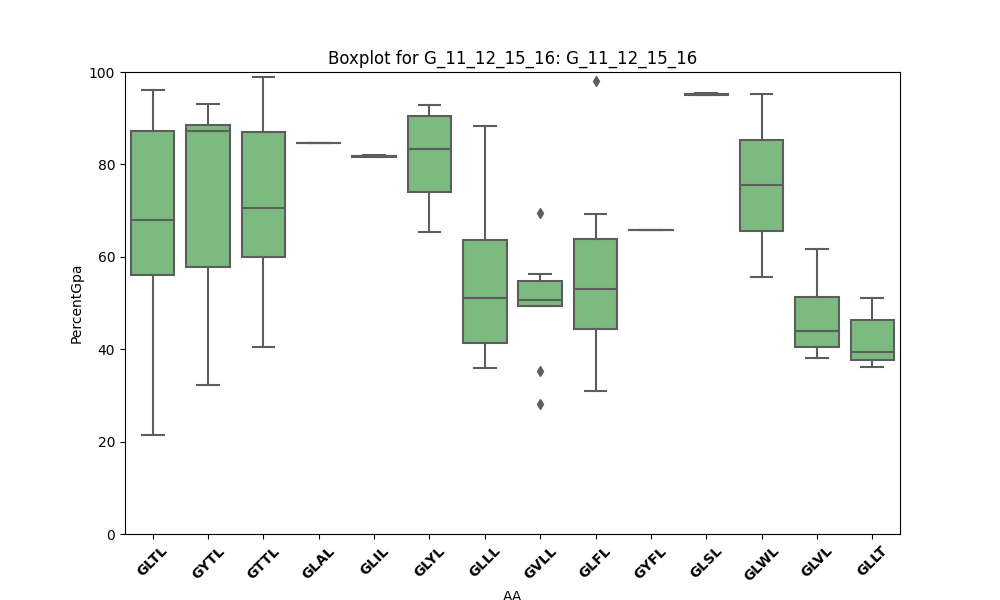 Boxplot for G_11_12_15_16: G_11_12_15_16
100
80
60
40
20
0
PercentGpa
GLTL GYTL GTTL GLAL GLIL GLYL GLLL GVLL GLFL GYFL GLSL GLWL GLVL GLLT
AA